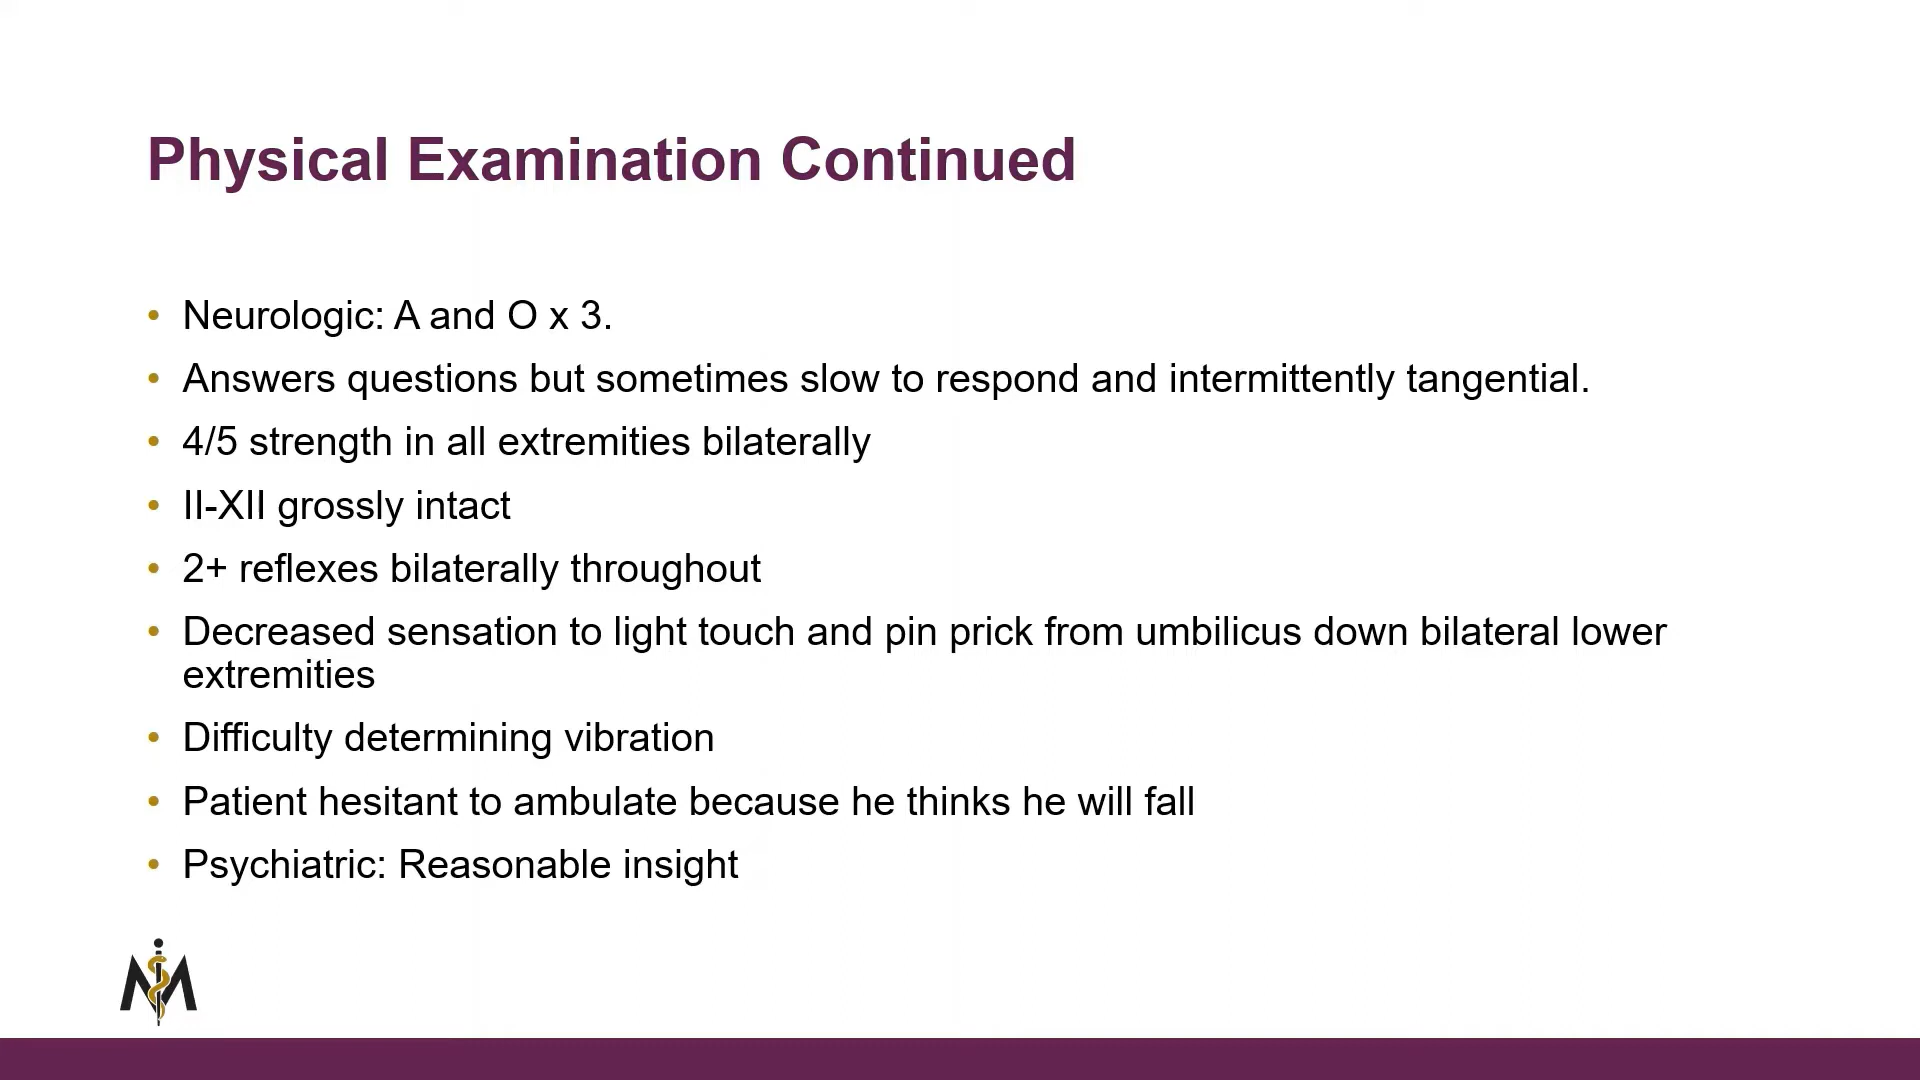 Physical Examination Continued
• Neurologic: A and O x 3.
• Answers questions but sometimes slow to respond and intermittently tangential.
• 4/5 strength in all extremities bilaterally
• II-XII grossly intact
• 2+ reflexes bilaterally throughout
• Decreased sensation to light touch and pin prick from umbilicus down bilateral lower
extremities
• Difficulty determining vibration
• Patient hesitant to ambulate because he thinks he will fall
• Psychiatric: Reasonable insight